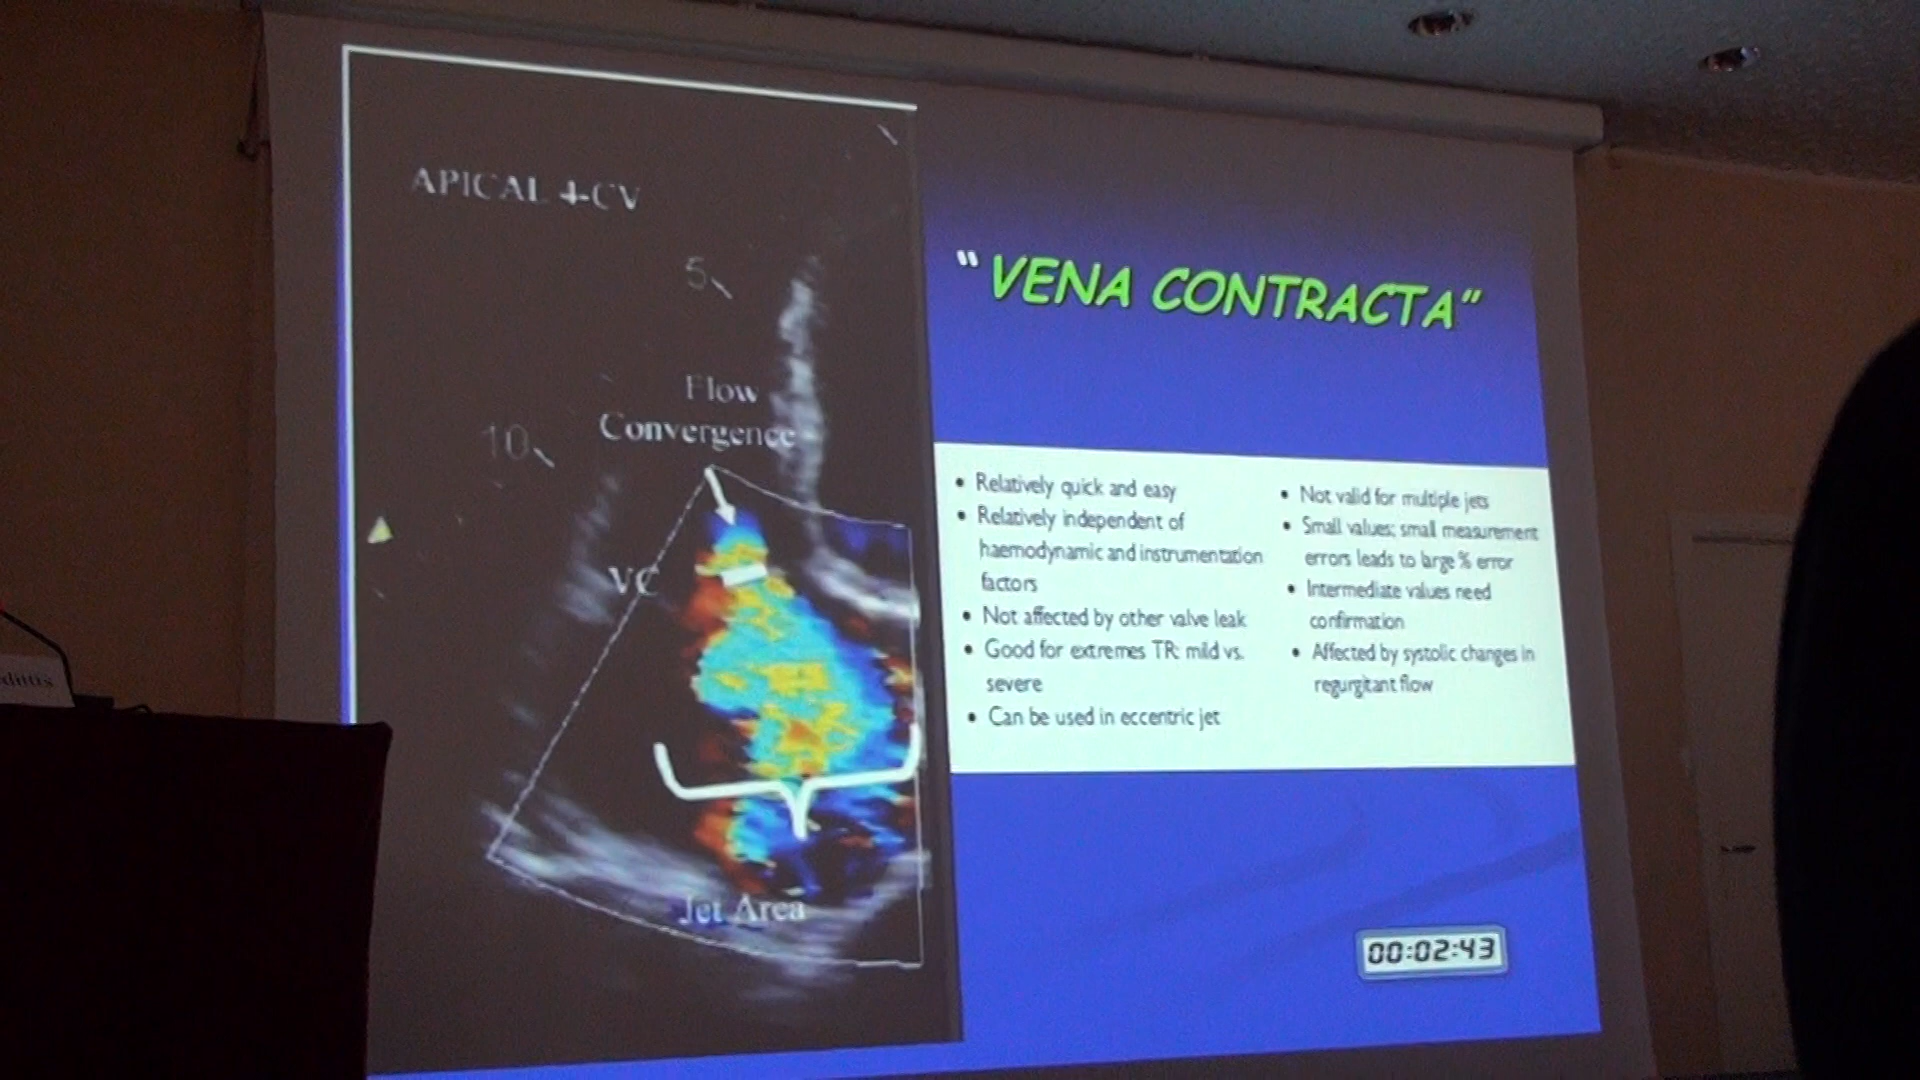 APICAL 4-CV
5
Flow
Convergence
10
VC
Jet Area
"VENA CONTRACTA"
• Relatively quick and easy
• Relatively independent of
haemodynamic and instrumentation
factors
• Not affected by other valve leak
• Good for extremes TR: mild vs.
severe
• Can be used in eccentric jet
• Not valid for multiple jets
• Small values; small measurement
errors leads to large % error
• Intermediate values need
confirmation
• Affected by systolic changes in
regurgitant flow
00:02:43